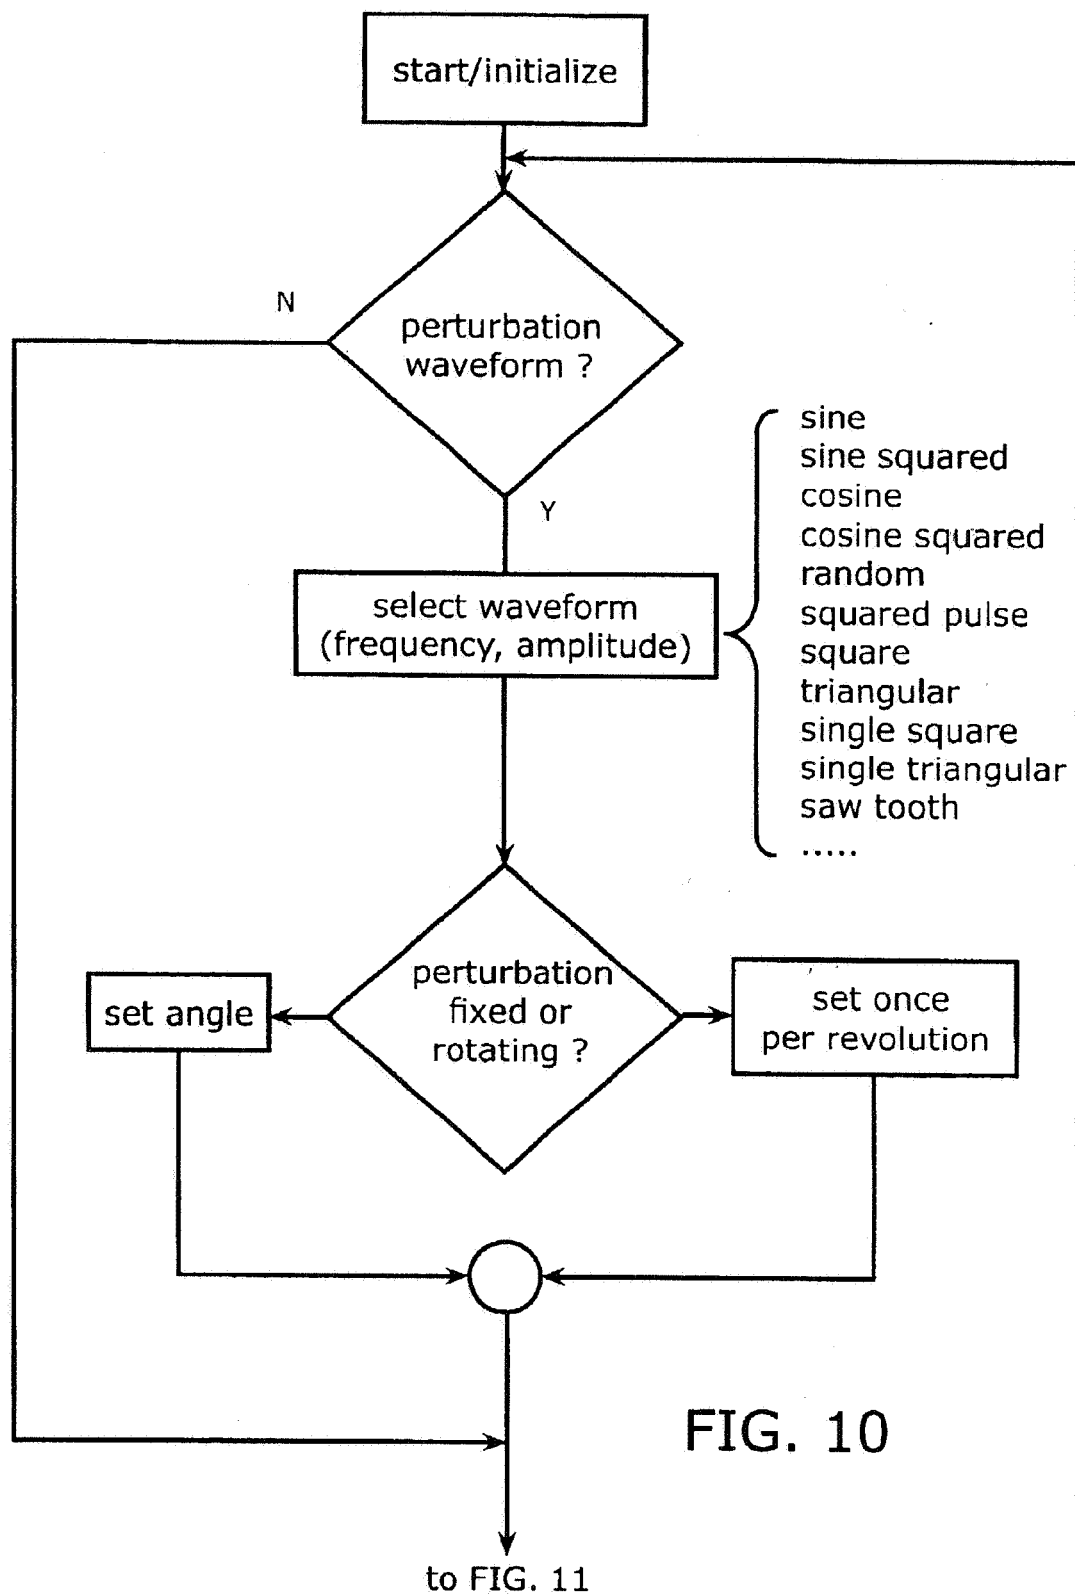 start/initialize
N
perturbation
waveform ?
Y
select waveform
(frequency, amplitude)
sine
sine squared
cosine
cosine squared
random
squared pulse
square
triangular
single square
single triangular
saw tooth
.....
perturbation
fixed or
rotating ?
set angle
set once
per revolution
FIG. 10
to FIG. 11